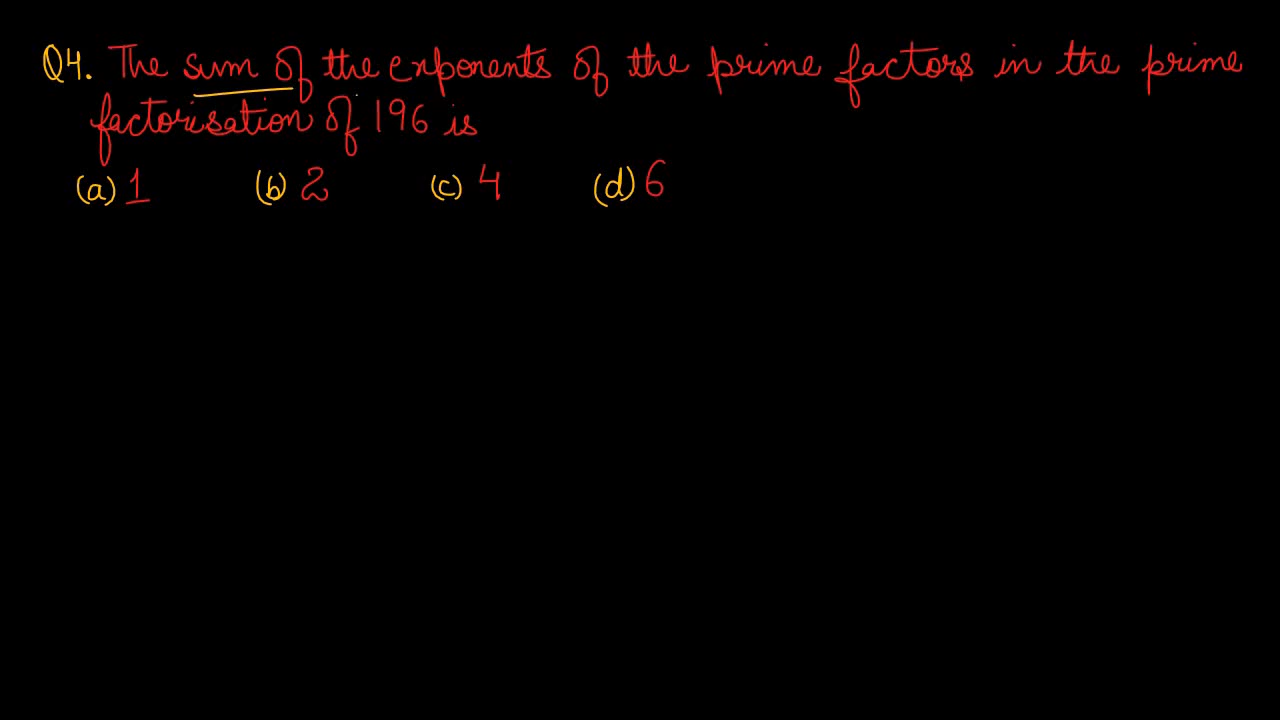 Q4. The sum of the exponents of the prime factors in the prime
factorisation of 196 is
(a) 1 (b) 2 (c) 4 (d) 6